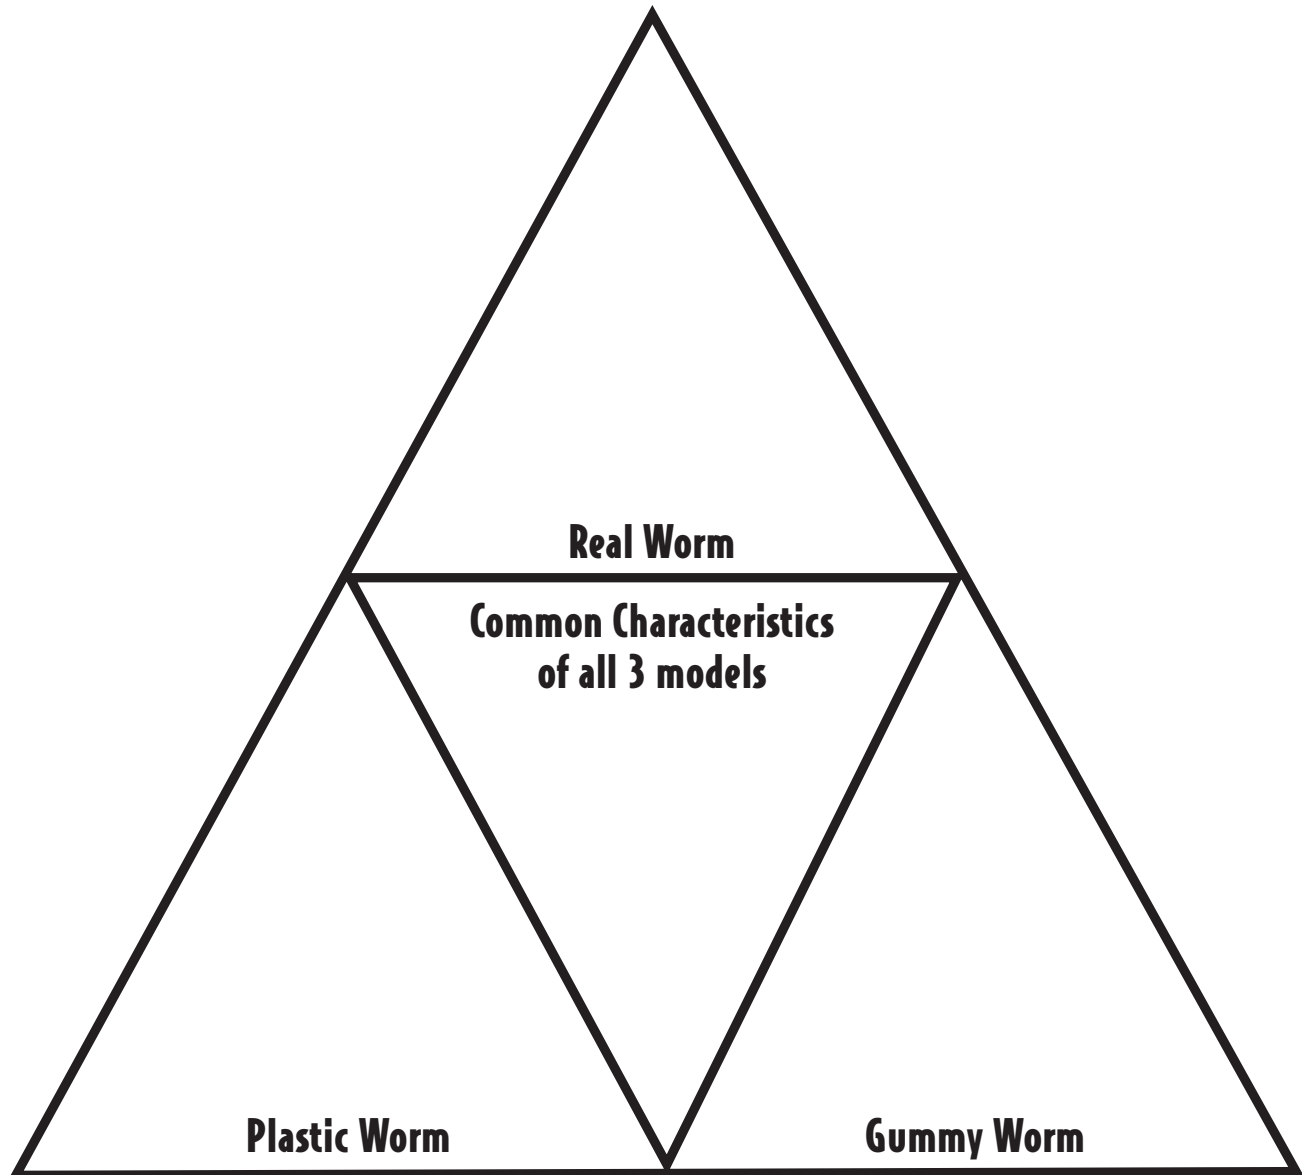 Real Worm
Common Characteristics
of all 3 models
Plastic Worm
Gummy Worm